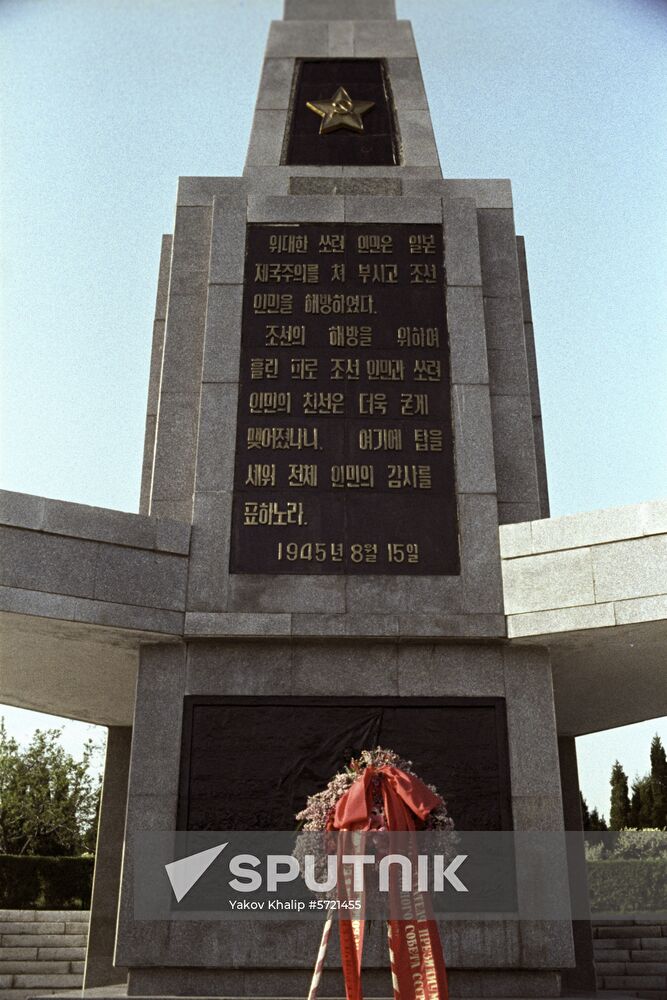 위대한 쏘련 인민은 일본
제국주의를 쳐 부시고 조선
인민을 해방하였다.
조선의 해방을 위하여
흘린 피로 조선 인민과 쏘련
인민의 친선은 더욱 굳게
맺어졌나니. 여기에 탑을
세워 전체 인민의 감사를
표하노라.
1945년 8월 15일
SPUTNIK
Yakov Khalip #5721455
ПРЕЗИДИУМА
СОВЕТА СССР